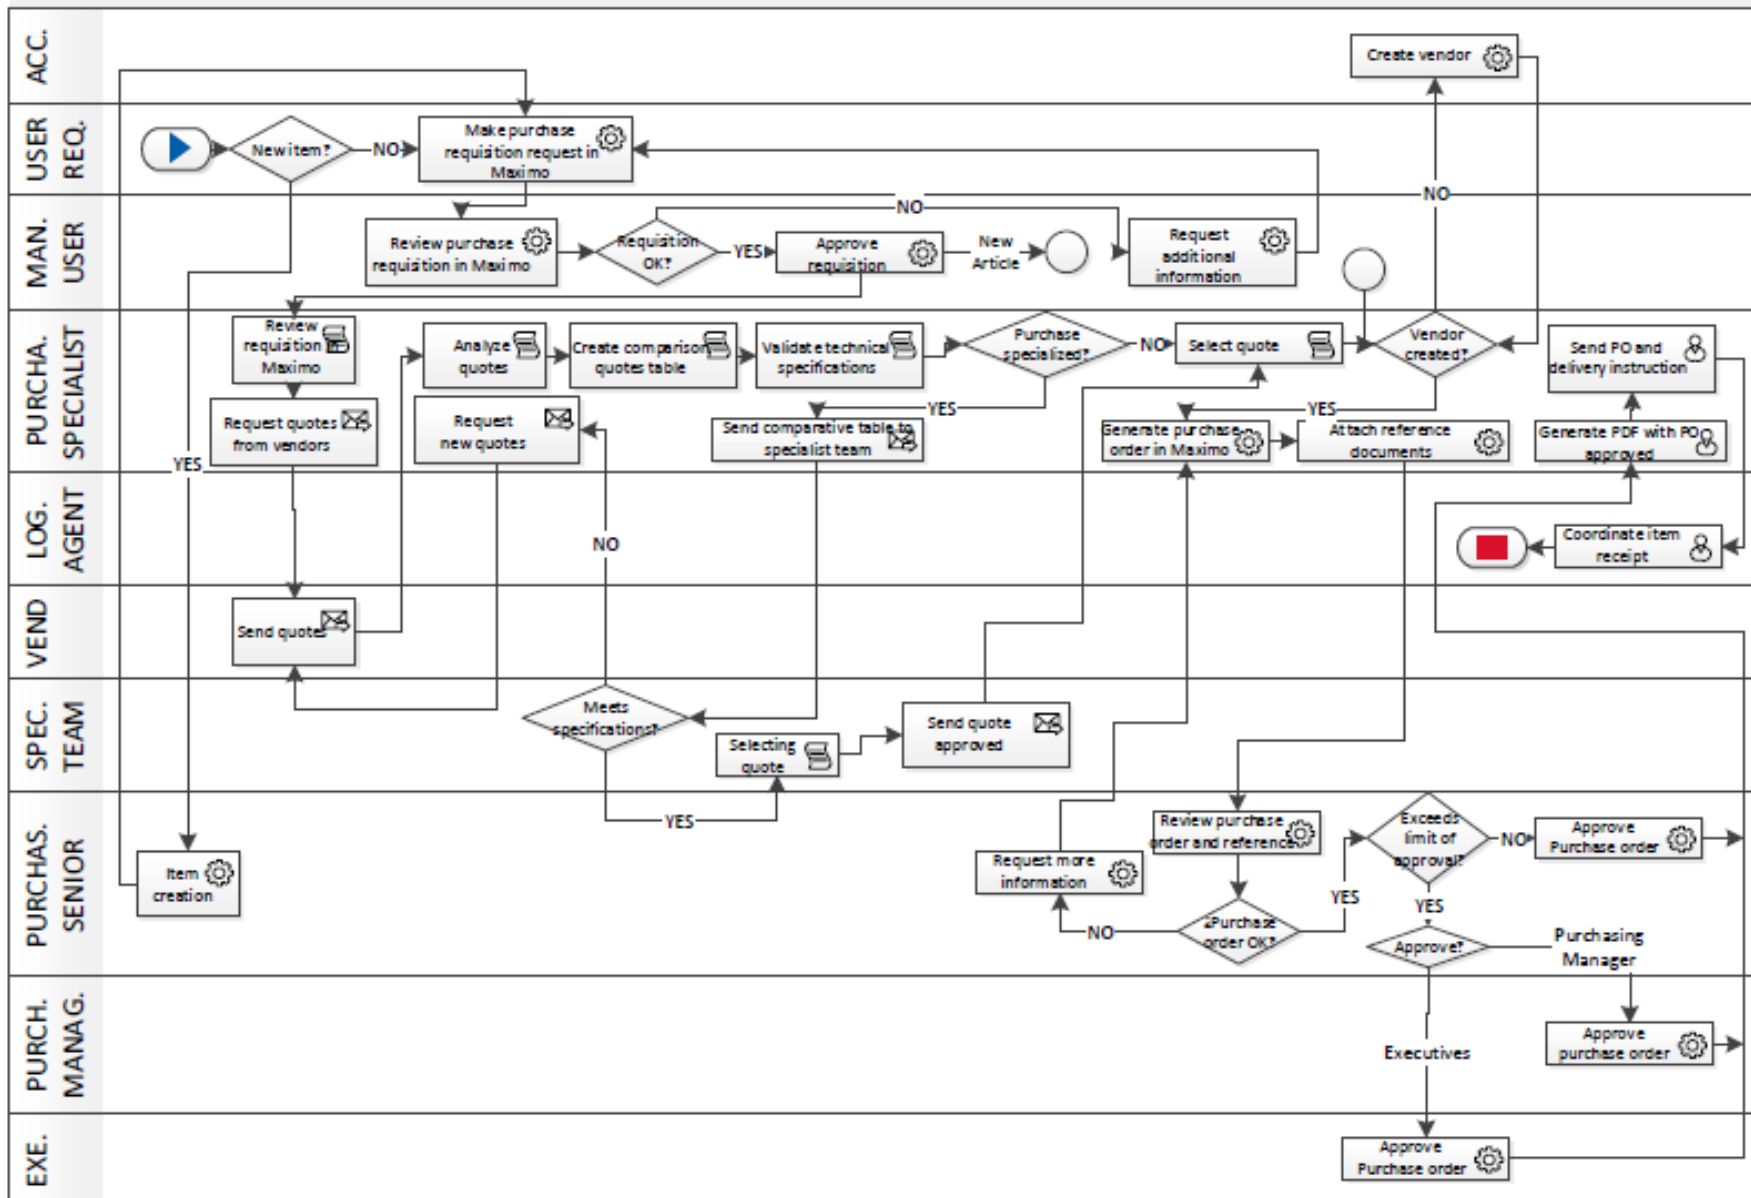 ACC.
Create vendor
USER
REQ.
New item?
NO
Make purchase
requisition request in
Maximo
NO
MAN.
USER
Review purchase
requisition in Maximo
Requisition
OK?
NO
YES
Approve
requisition
New
Article
Request
additional
information
PURCHA.
SPECIALIST
Review
requisition in
Maximo
Analyze
quotes
Create comparison
quotes table
Validate technical
specifications
Purchase
specialized?
NO
Select quote
Vendor
created?
Send PO and
delivery instruction
Request quotes
from vendors
Request
new quotes
YES
Send comparative table to
specialist team
YES
Generate purchase
order in Maximo
Attach reference
documents
Generate PDF with PO
approved
YES
LOG.
AGENT
NO
Coordinate item
receipt
VEND
Send quotes
SPEC.
TEAM
Meets
specifications?
Selecting
quote
Send quote
approved
YES
PURCHAS.
SENIOR
Item
creation
Request more
information
Review purchase
order and reference
Exceeds
limit of
approval?
NO
Approve
Purchase order
NO
¿Purchase
order OK?
YES
YES
Approve?
Purchasing
Manager
PURCH.
MANAG.
Executives
Approve
purchase order
EXE.
Approve
Purchase order